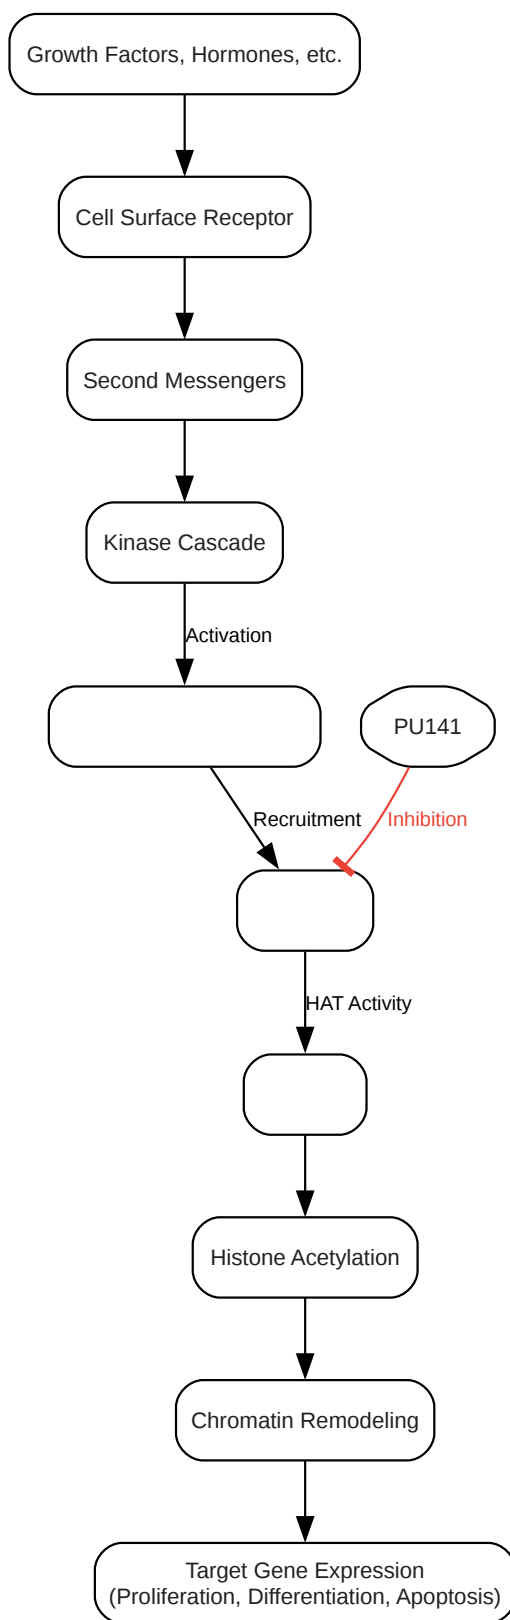 Growth Factors, Hormones, etc.
Cell Surface Receptor
Second Messengers
Kinase Cascade
Activation
PU141
Recruitment
Inhibition
HAT Activity
Histone Acetylation
Chromatin Remodeling
Target Gene Expression
(Proliferation, Differentiation, Apoptosis)